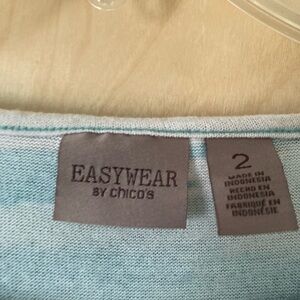 EASYWEAR
BY chico's
2
MADE IN
INDONESIA
HECHO EN
INDONESIA
FABRIQUÉ EN
INDONÉSIE